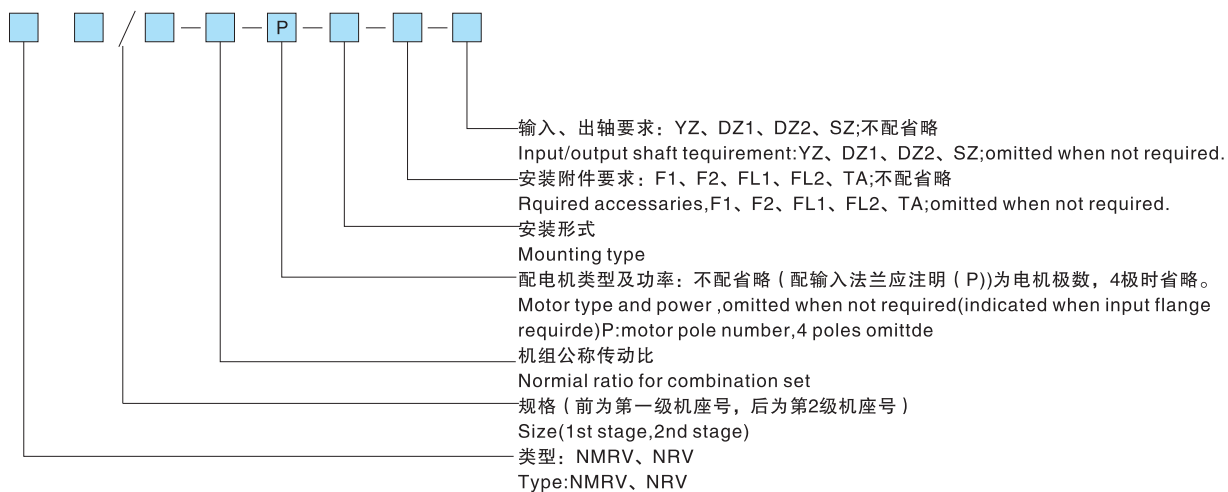 P
输入、出轴要求：YZ、DZ1、DZ2、SZ;不配省略
Input/output shaft tequirement:YZ、DZ1、DZ2、SZ;omitted when not required.
安装附件要求：F1、F2、FL1、FL2、TA;不配省略
Rquired accessaries,F1、F2、FL1、FL2、TA;omitted when not required.
安装形式
Mounting type
配电机类型及功率：不配省略（配输入法兰应注明（P))为电机极数，4极时省略。
Motor type and power ,omitted when not required(indicated when input flange
requirde)P:motor pole number,4 poles omittde
机组公称传动比
Normial ratio for combination set
规格（前为第一级机座号，后为第2级机座号）
Size(1st stage,2nd stage)
类型：NMRV、NRV
Type:NMRV、NRV